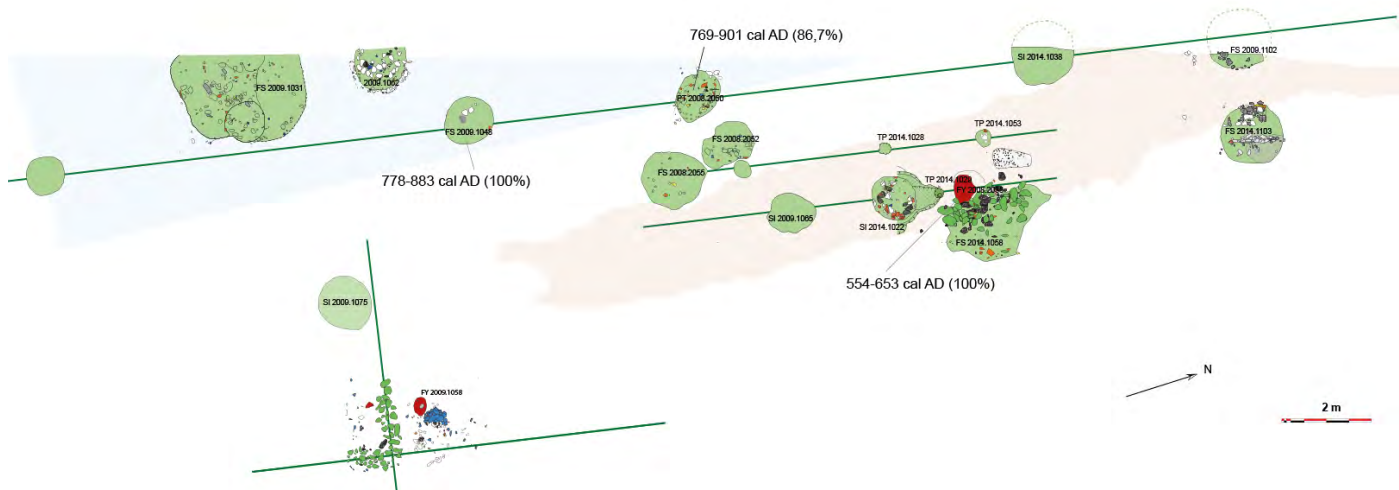 769-901 cal AD (86,7%)
SI 2014.1038
FS 2009.1102
FS 2009.1031
2009.1062
PT 2008.2050
FS 2009.1048
FS 2014.1103
TP 2014.1053
TP 2014.1028
FS 2008.2052
FS 2008.2055
778-883 cal AD (100%)
TP 2014.1029
SI 2009.1065
SI 2014.1022
FS 2014.1058
554-653 cal AD (100%)
SI 2009.1075
N
FY 2009.1058
2 m